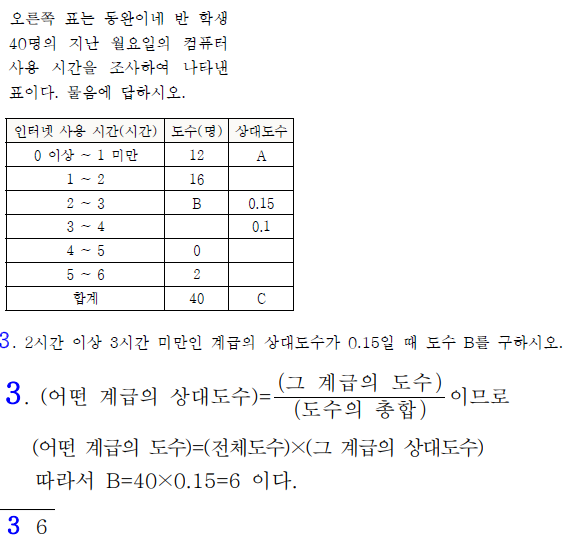 오른쪽 표는 동완이네 반 학생
40명의 지난 월요일의 컴퓨터
사용 시간을 조사하여 나타낸
표이다. 물음에 답하시오.
인터넷 사용 시간(시간) 도수(명) 상대도수
0 이상 ~ 1 미만 12 A
1 ~ 2 16
2 ~ 3 B 0.15
3 ~ 4 0.1
4 ~ 5 0
5 ~ 6 2
합계 40 C
3. 2시간 이상 3시간 미만인 계급의 상대도수가 0.15일 때 도수 B를 구하시오.
3. (어떤 계급의 상대도수)=(그 계급의 도수)/(도수의 총합)이므로
(어떤 계급의 도수)=(전체도수)×(그 계급의 상대도수)
따라서 B=40×0.15=6 이다.
3 6